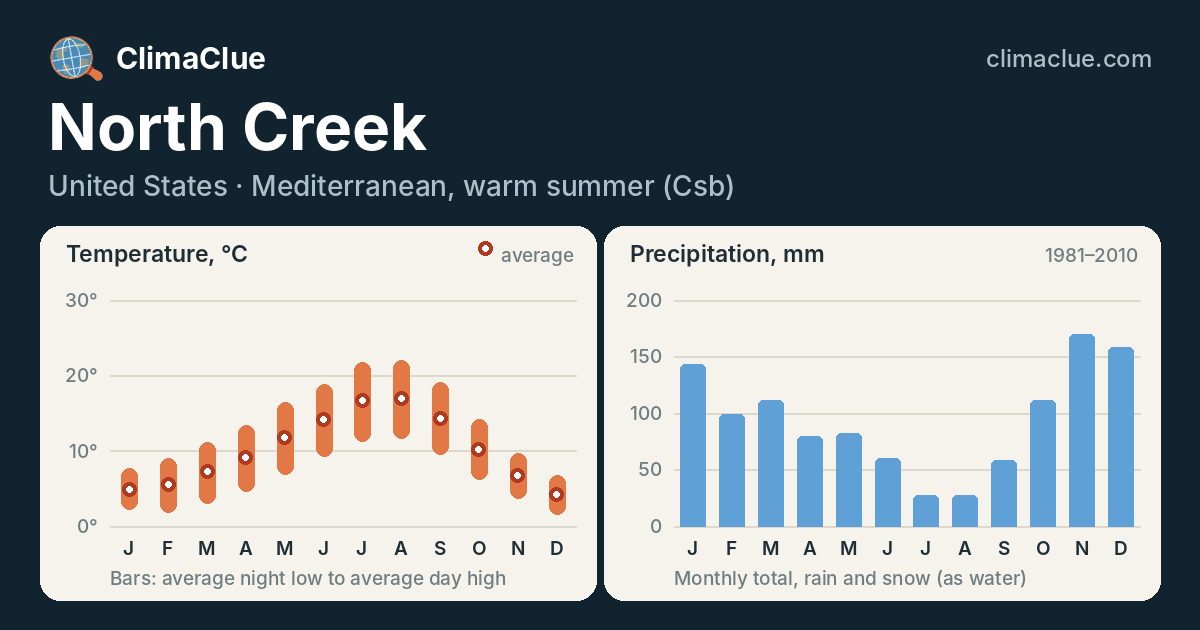 ClimaClue
climaclue.com
North Creek
United States · Mediterranean, warm summer (Csb)
Temperature, °C
average
30°
20°
10°
0°
J F M A M J J A S O N D
Bars: average night low to average day high
Precipitation, mm
1981–2010
200
150
100
50
0
J F M A M J J A S O N D
Monthly total, rain and snow (as water)